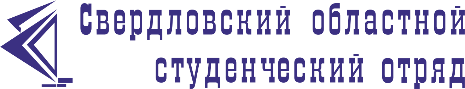 Свердловский областной
студенческий отряд